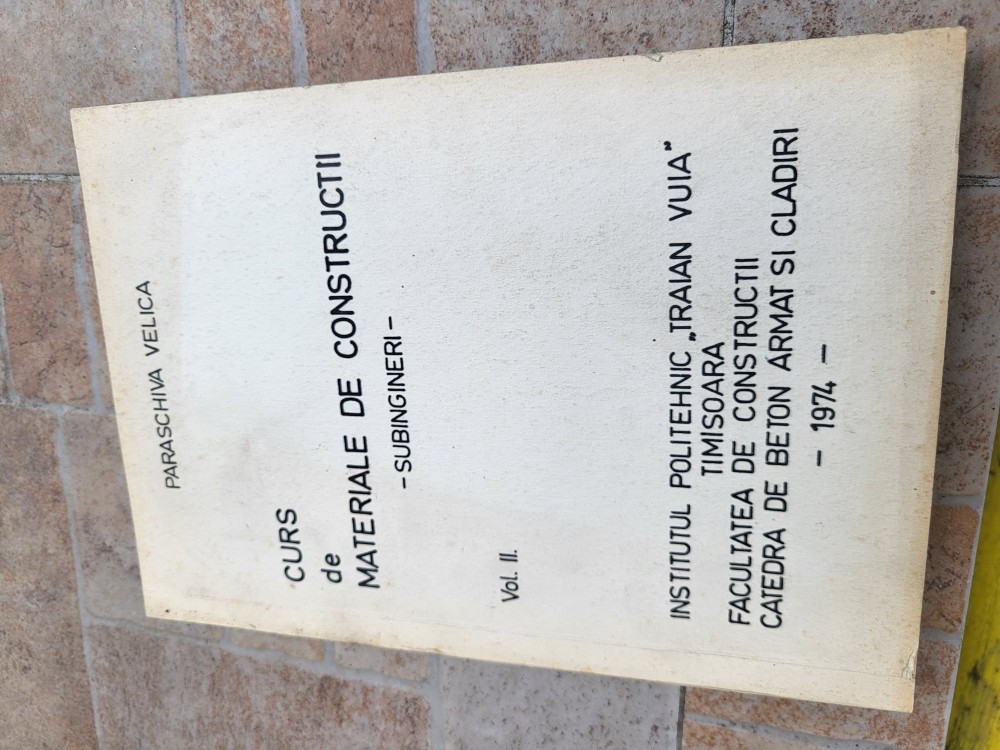 PARASCHIVA VELICA
CURS
de
MATERIALE DE CONSTRUCTII
-SUBINGINERI-
Vol. II.
INSTITUTUL POLITEHNIC „TRAIAN VUIA”
TIMISOARA
FACULTATEA DE CONSTRUCTII
CATEDRA DE BETON ARMAT SI CLADIRI
- 1974 -